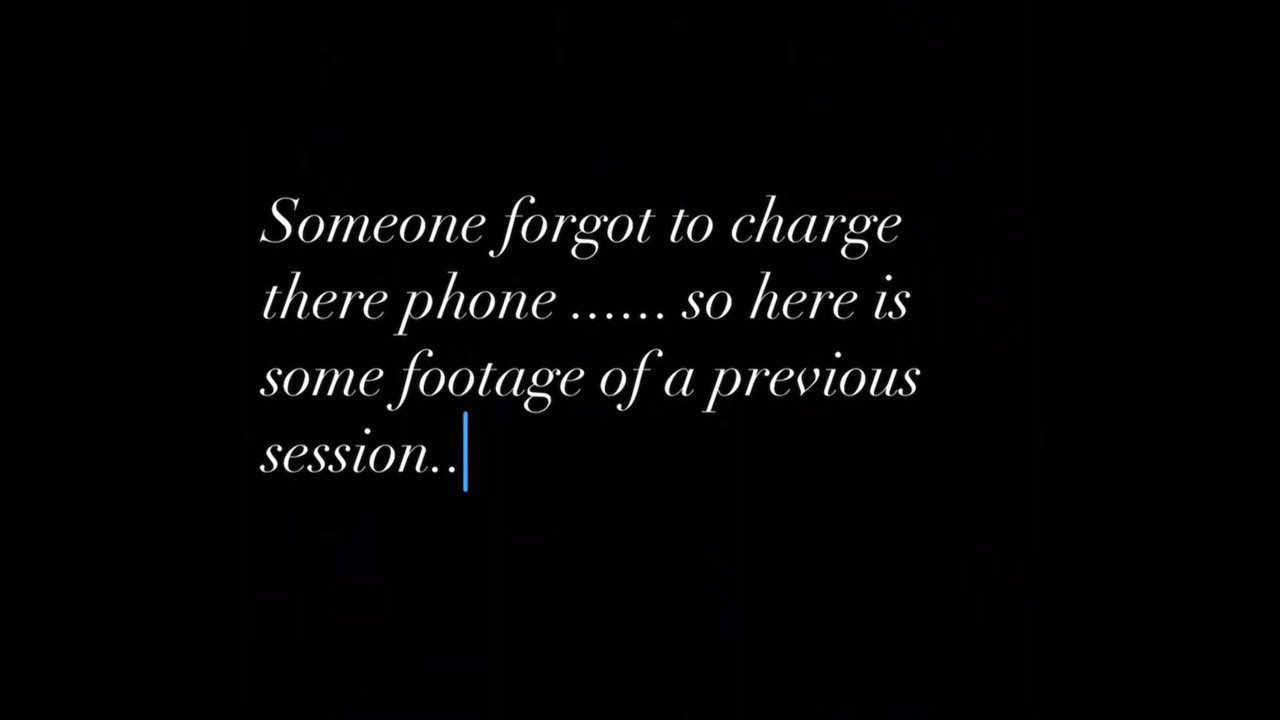 Someone forgot to charge
there phone ...... so here is
some footage of a previous
session..